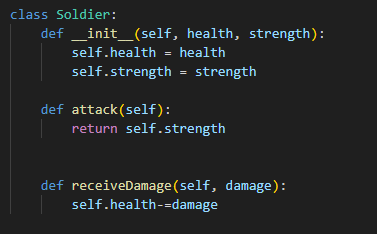 class Soldier:
    def __init__(self, health, strength):
        self.health = health
        self.strength = strength

    def attack(self):
        return self.strength


    def receiveDamage(self, damage):
        self.health-=damage